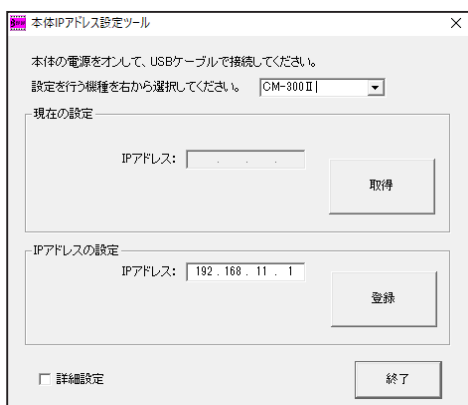 本体IPアドレス設定ツール
本体の電源をオンして、USBケーブルで接続してください。
設定を行う機種を右から選択してください。 CM-300Ⅱ
現在の設定
IPアドレス: . . .
取得
IPアドレスの設定
IPアドレス: 192 . 168 . 11 . 1
登録
詳細設定
終了